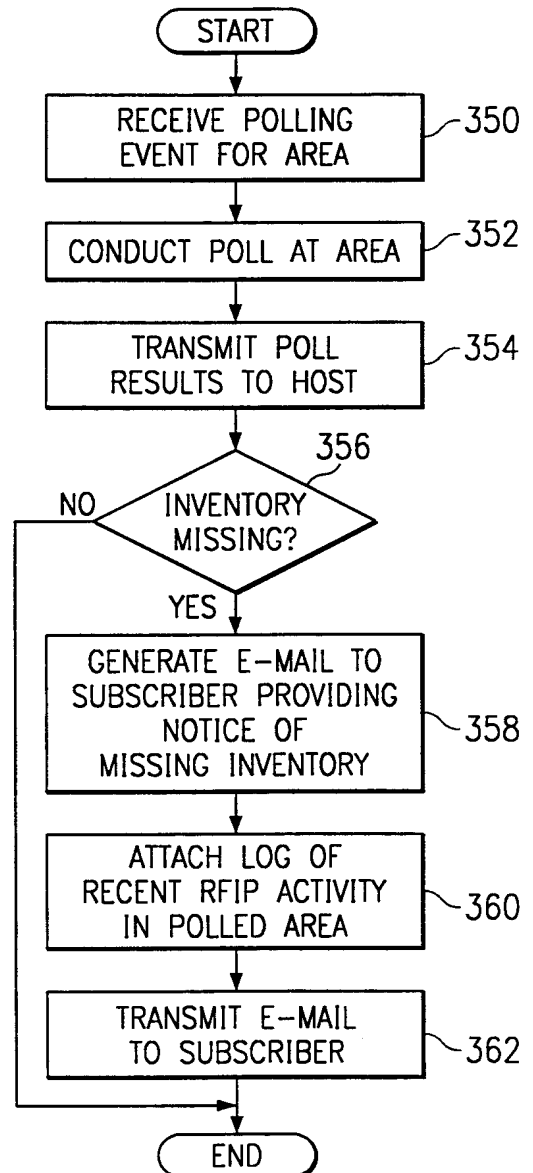 START
RECEIVE POLLING
EVENT FOR AREA
350
CONDUCT POLL AT AREA
352
TRANSMIT POLL
RESULTS TO HOST
354
356
INVENTORY
MISSING?
NO
YES
GENERATE E-MAIL TO
SUBSCRIBER PROVIDING
NOTICE OF
MISSING INVENTORY
358
ATTACH LOG OF
RECENT RFIP ACTIVITY
IN POLLED AREA
360
TRANSMIT E-MAIL
TO SUBSCRIBER
362
END